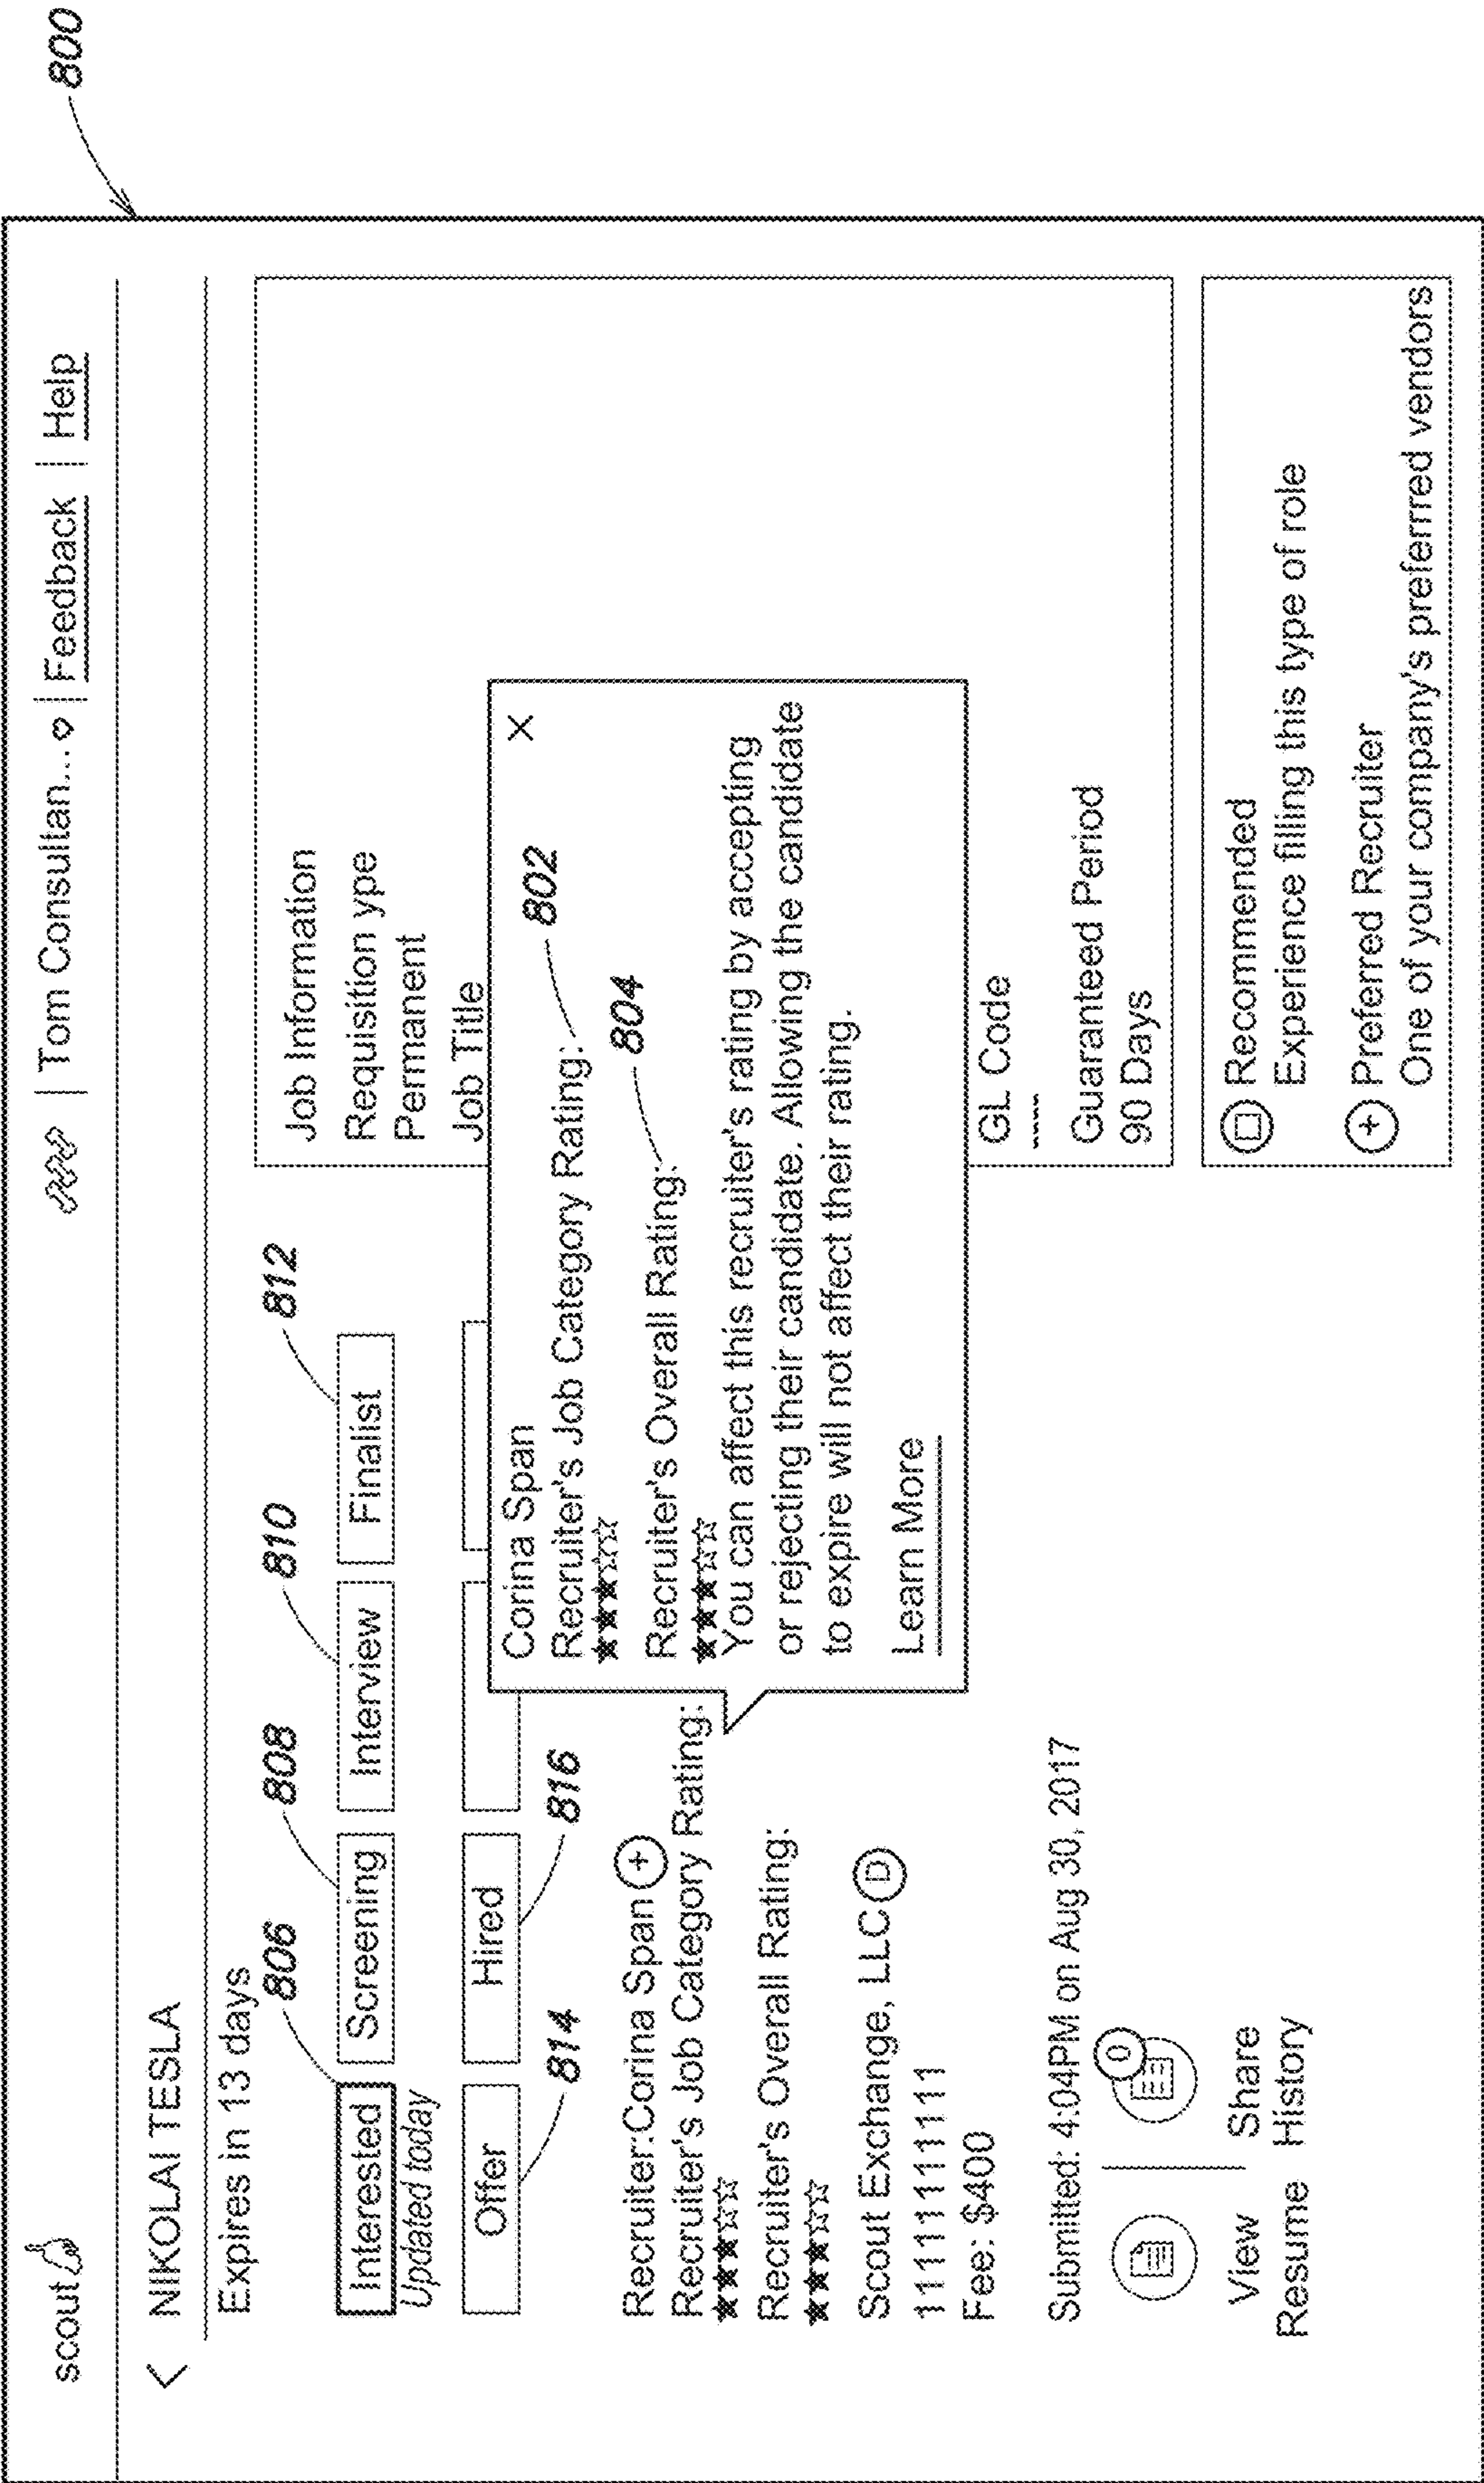 800
scout | Tom Consultan... | Feedback | Help
< NIKOLAI TESLA
Expires in 13 days
806 808 810 812
Interested Screening Interview Finalist
Updated today
Offer Hired
814 816
Recruiter:Corina Span +
Recruiter's Job Category Rating:
★★★☆☆
Recruiter's Overall Rating:
★★★☆☆
Scout Exchange, LLC D
1111111111
Fee: $400
Submitted: 4:04PM on Aug 30, 2017
0
View Resume
Share History
Job Information
Requisition ype
Permanent
Job Title
Corina Span ×
Recruiter's Job Category Rating: 802
★★★☆☆
Recruiter's Overall Rating: 804
★★★☆☆
You can affect this recruiter's rating by accepting
or rejecting their candidate. Allowing the candidate
to expire will not affect their rating.
Learn More
GL Code
----
Guaranteed Period
90 Days
Recommended
Experience filling this type of role
+ Preferred Recruiter
One of your company's preferred vendors